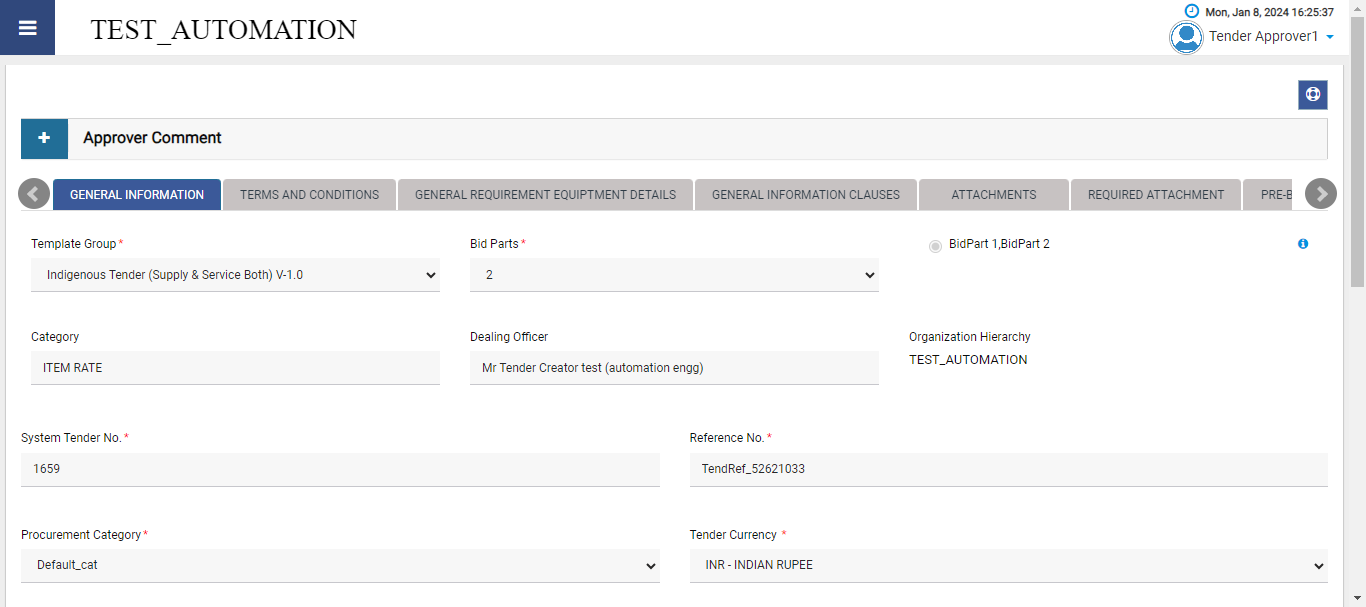 Mon, Jan 8, 2024 16:25:37
TEST_AUTOMATION
Tender Approver1
Approver Comment
GENERAL INFORMATION TERMS AND CONDITIONS GENERAL REQUIREMENT EQUIPTMENT DETAILS GENERAL INFORMATION CLAUSES ATTACHMENTS REQUIRED ATTACHMENT PRE-B
Template Group * Bid Parts * BidPart 1,BidPart 2
Indigenous Tender (Supply & Service Both) V-1.0 2
Category Dealing Officer Organization Hierarchy
ITEM RATE Mr Tender Creator test (automation engg) TEST_AUTOMATION
System Tender No. * Reference No. *
1659 TendRef_52621033
Procurement Category * Tender Currency *
Default_cat INR - INDIAN RUPEE